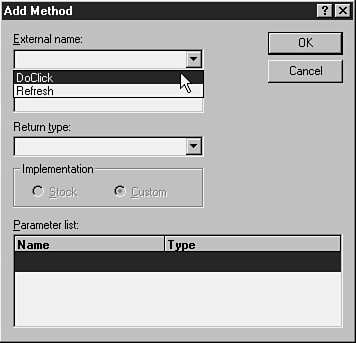 Add Method
External name:
OK
DoClick
Cancel
Refresh
Return type:
Implementation
Stock
Custom
Parameter list:
Name Type